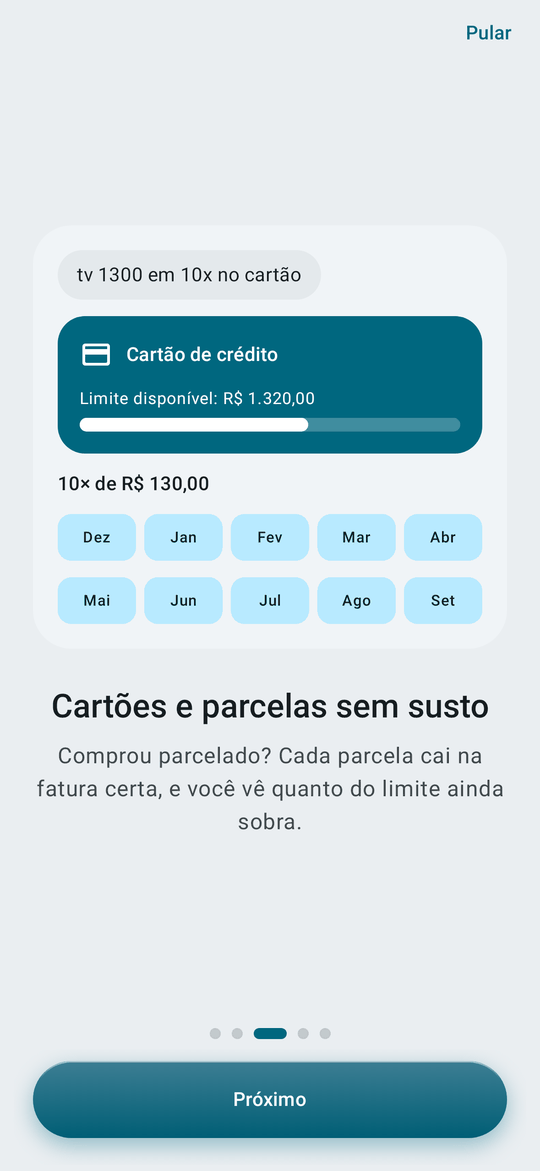 Pular
tv 1300 em 10x no cartão
Cartão de crédito
Limite disponível: R$ 1.320,00
10× de R$ 130,00
Dez Jan Fev Mar Abr
Mai Jun Jul Ago Set
Cartões e parcelas sem susto
Comprou parcelado? Cada parcela cai na
fatura certa, e você vê quanto do limite ainda
sobra.
Próximo